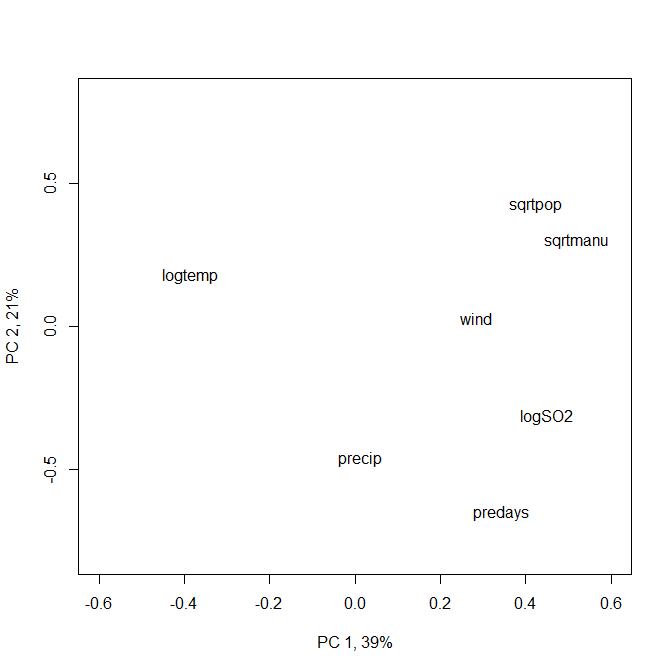 sqrtpop
sqrtmanu
logtemp
wind
logSO2
precip
predays
0.5
0.0
-0.5
PC 2, 21%
-0.6
-0.4
-0.2
0.0
0.2
0.4
0.6
PC 1, 39%